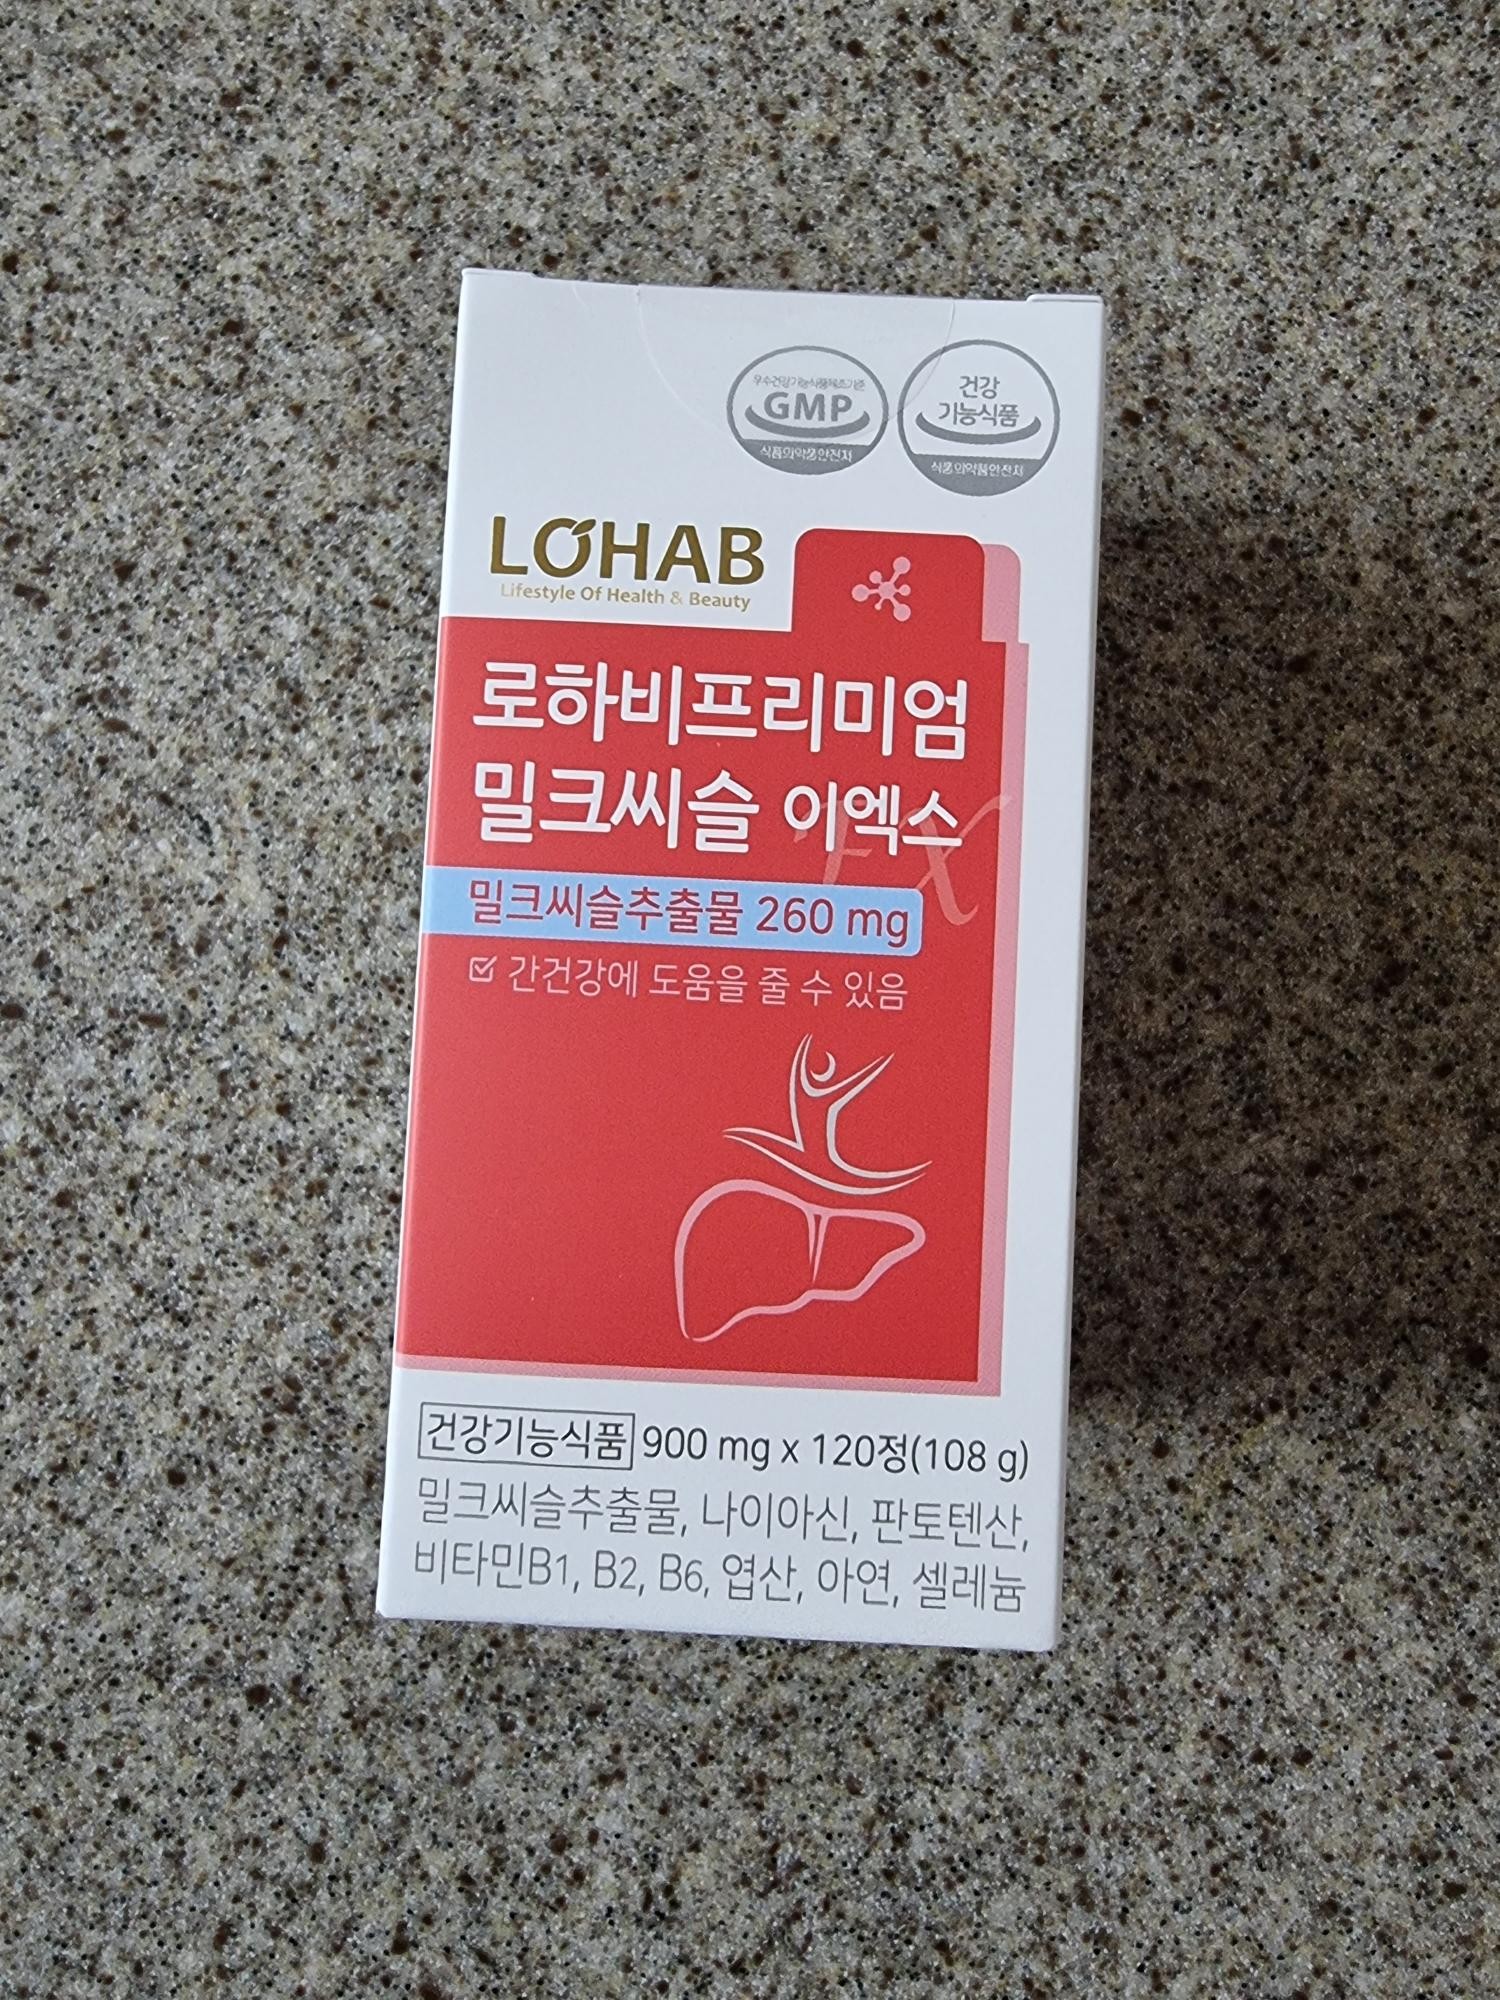 우수건강기능식품제조기준
GMP
식품의약품안전처
건강
기능식품
식품의약품안전처
LOHAB
Lifestyle Of Health & Beauty
로하비프리미엄
밀크씨슬 이엑스
EX
밀크씨슬추출물 260 mg
간건강에 도움을 줄 수 있음
건강기능식품 900 mg x 120정(108 g)
밀크씨슬추출물, 나이아신, 판토텐산,
비타민B1, B2, B6, 엽산, 아연, 셀레늄